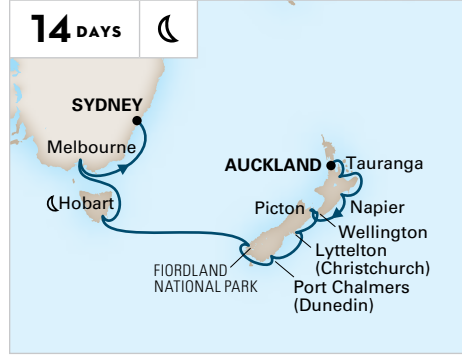 14 DAYS
SYDNEY
Melbourne
Hobart
AUCKLAND
Tauranga
Napier
Picton
Wellington
Lyttelton
(Christchurch)
FIORDLAND
NATIONAL PARK
Port Chalmers
(Dunedin)